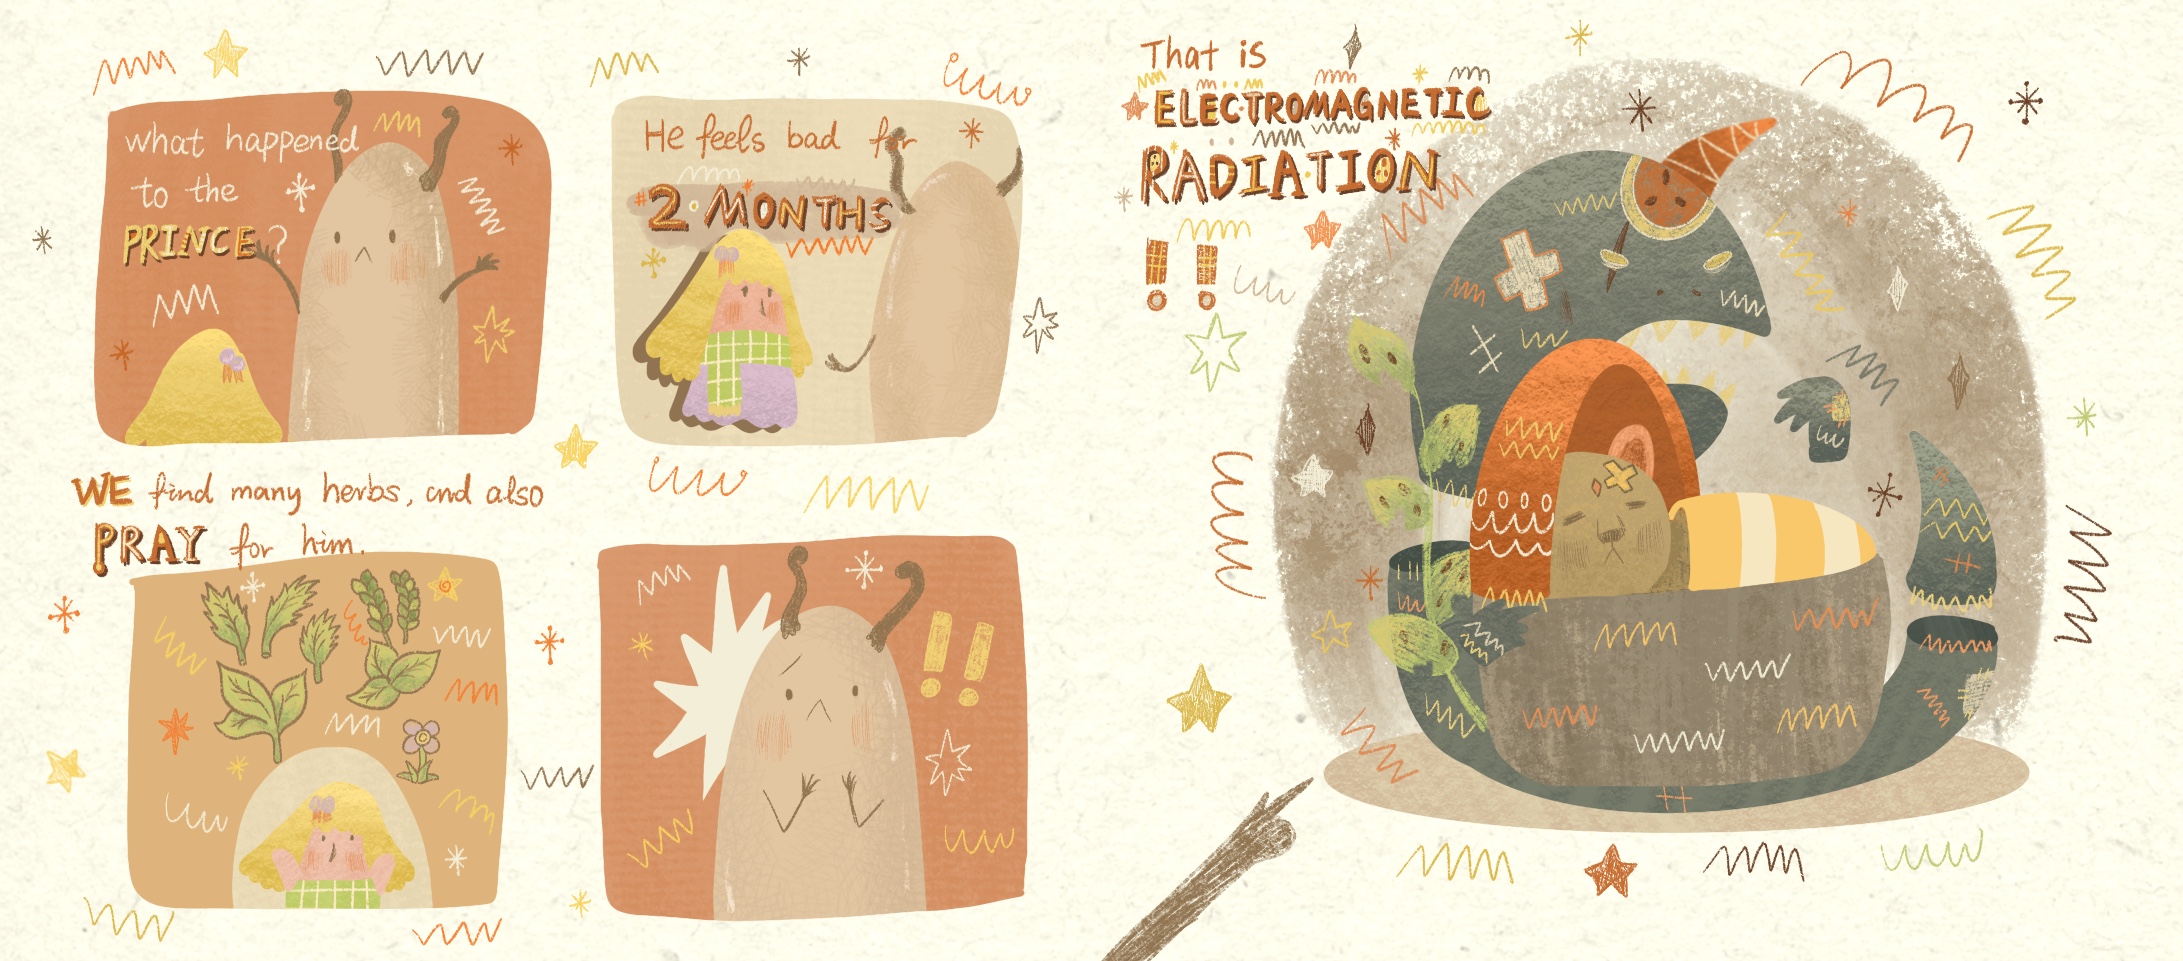 what happened
to the
PRINCE?
He feels bad for
2 MONTHS
WE find many herbs, and also
PRAY for him.
That is
ELECTROMAGNETIC
RADIATION
!!
!!